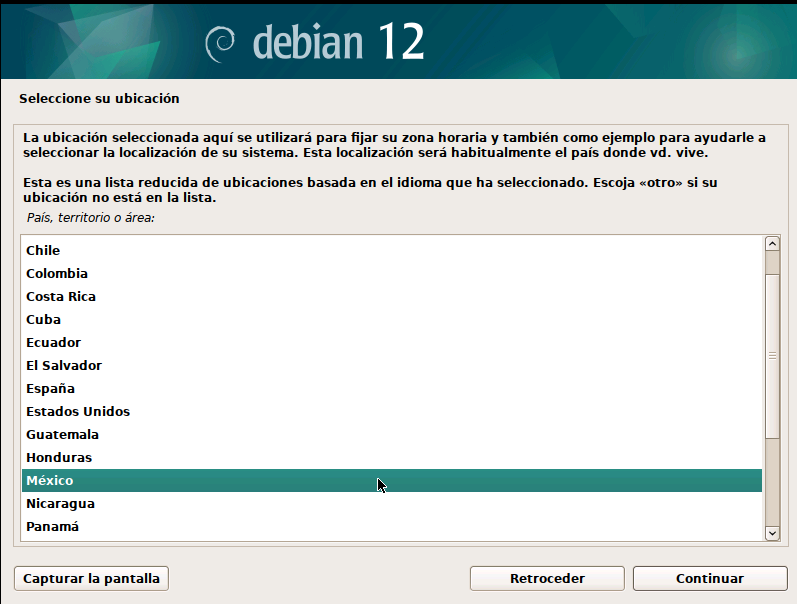 debian 12
Seleccione su ubicación
La ubicación seleccionada aquí se utilizará para fijar su zona horaria y también como ejemplo para ayudarle a
seleccionar la localización de su sistema. Esta localización será habitualmente el país donde vd. vive.
Esta es una lista reducida de ubicaciones basada en el idioma que ha seleccionado. Escoja «otro» si su
ubicación no está en la lista.
País, territorio o área:
Chile
Colombia
Costa Rica
Cuba
Ecuador
El Salvador
España
Estados Unidos
Guatemala
Honduras
México
Nicaragua
Panamá
Capturar la pantalla
Retroceder
Continuar